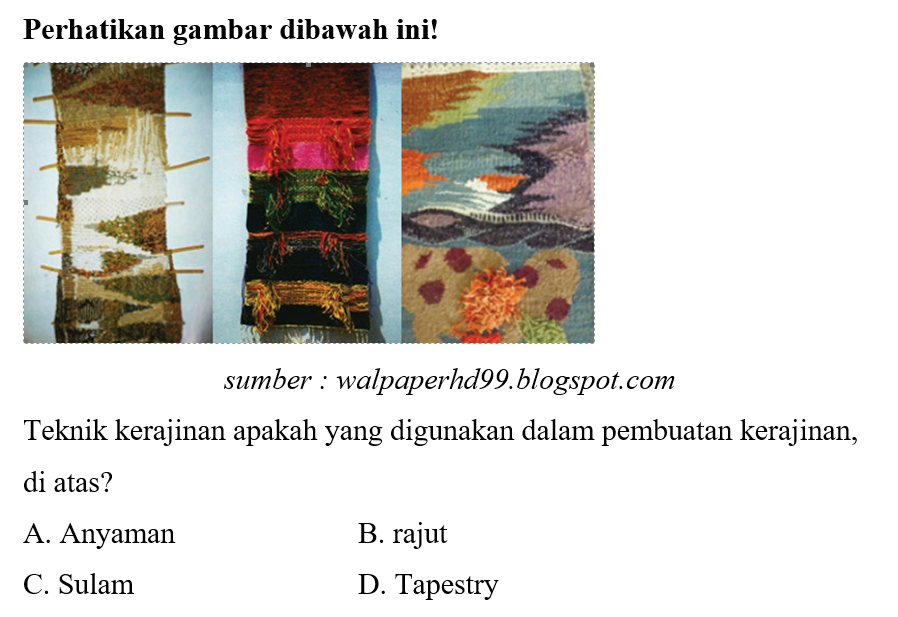 Perhatikan gambar dibawah ini!
sumber : walpaperhd99.blogspot.com
Teknik kerajinan apakah yang digunakan dalam pembuatan kerajinan,
di atas?
A. Anyaman B. rajut
C. Sulam D. Tapestry